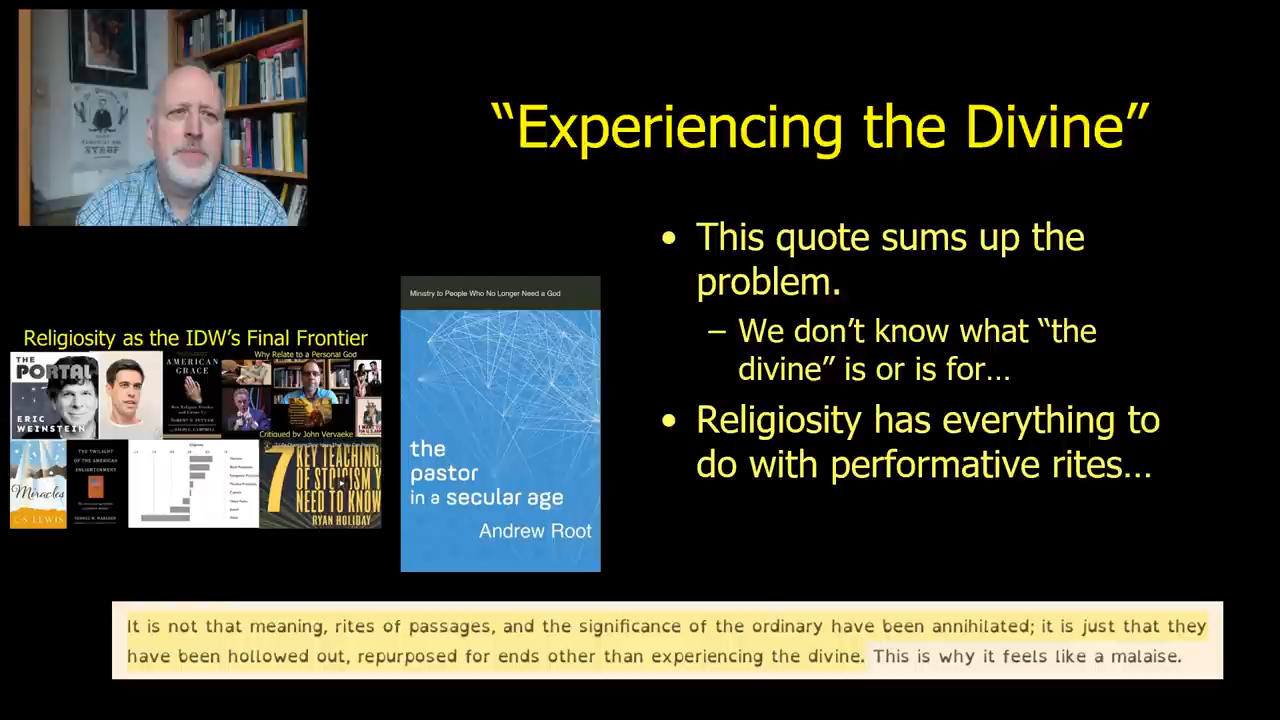 “Experiencing the Divine”
• This quote sums up the
problem.
– We don’t know what “the
divine” is or is for…
• Religiosity has everything to
do with performative rites…
Religiosity as the IDW’s Final Frontier
THE
PORTAL
ERIC
WEINSTEIN
AMERICAN
GRACE
Why Relate to a Personal God
Critiqued by John Vervaeke
Miracles
C S LEWIS
THE TWILIGHT OF
THE AMERICAN
ENLIGHTENMENT
7
KEY TEACHING
OF STOICISM Y
NEED TO KNOW
RYAN HOLIDAY
Ministry to People Who No Longer Need a God
the
pastor
in a secular age
Andrew Root
It is not that meaning, rites of passages, and the significance of the ordinary have been annihilated; it is just that they
have been hollowed out, repurposed for ends other than experiencing the divine. This is why it feels like a malaise.